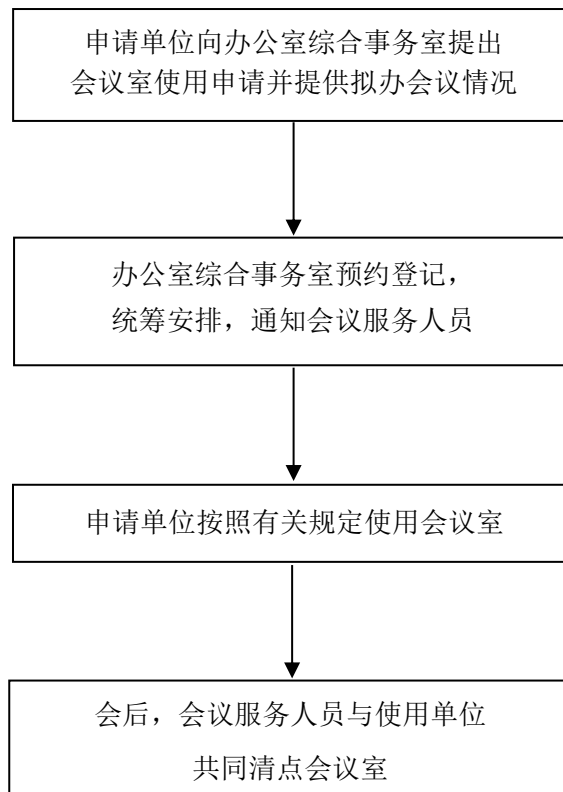 申请单位向办公室综合事务室提出
会议室使用申请并提供拟办会议情况
办公室综合事务室预约登记，
统筹安排，通知会议服务人员
申请单位按照有关规定使用会议室
会后，会议服务人员与使用单位
共同清点会议室